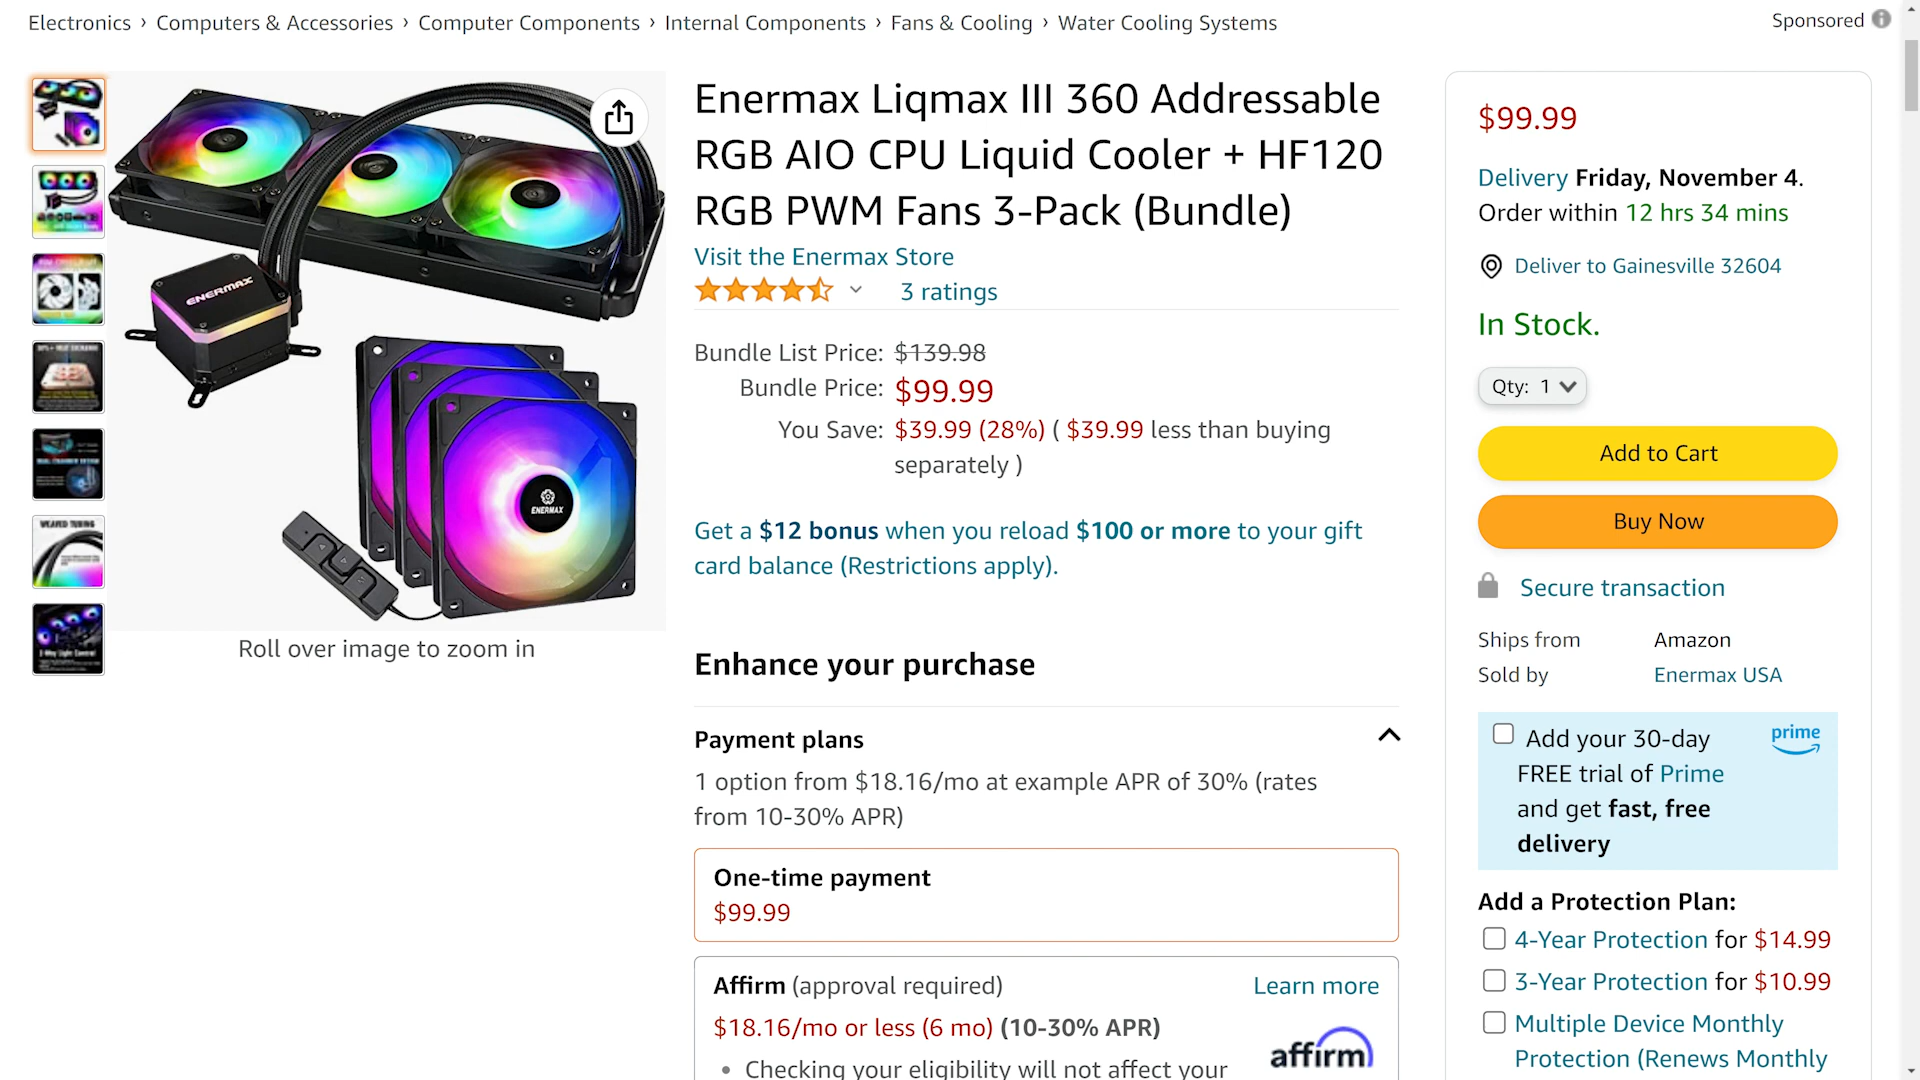 Electronics › Computers & Accessories › Computer Components › Internal Components › Fans & Cooling › Water Cooling Systems
Sponsored
ENERMAX
ENERMAX
WEAVED TUBING
Roll over image to zoom in
Enermax Liqmax III 360 Addressable
RGB AIO CPU Liquid Cooler + HF120
RGB PWM Fans 3-Pack (Bundle)
Visit the Enermax Store
3 ratings
Bundle List Price: $139.98
Bundle Price: $99.99
You Save: $39.99 (28%) ( $39.99 less than buying
separately )
Get a $12 bonus when you reload $100 or more to your gift
card balance (Restrictions apply).
Enhance your purchase
Payment plans
1 option from $18.16/mo at example APR of 30% (rates
from 10-30% APR)
One-time payment
$99.99
Affirm (approval required)
Learn more
$18.16/mo or less (6 mo) (10-30% APR)
affirm
• Checking your eligibility will not affect your
$99.99
Delivery Friday, November 4.
Order within 12 hrs 34 mins
Deliver to Gainesville 32604
In Stock.
Qty: 1
Add to Cart
Buy Now
Secure transaction
Ships from Amazon
Sold by Enermax USA
Add your 30-day
prime
FREE trial of Prime
and get fast, free
delivery
Add a Protection Plan:
4-Year Protection for $14.99
3-Year Protection for $10.99
Multiple Device Monthly
Protection (Renews Monthly